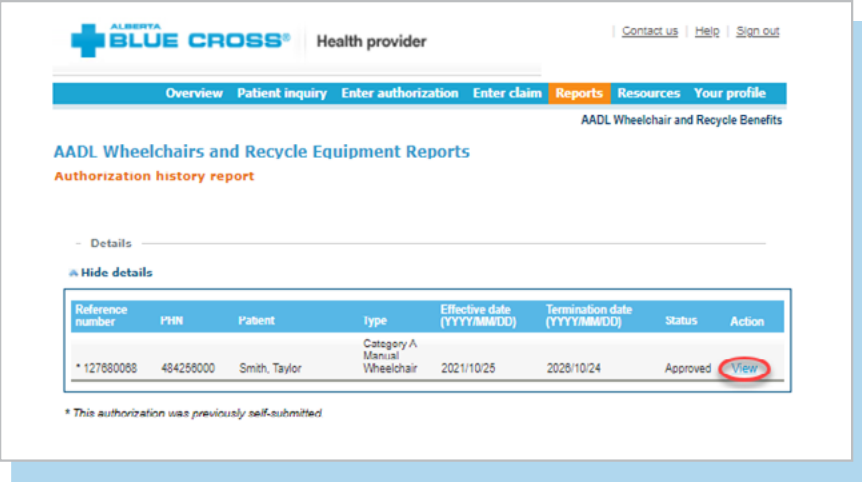 ALBERTA
BLUE CROSS® Health provider
Contact us | Help | Sign out
Overview Patient inquiry Enter authorization Enter claim Reports Resources Your profile
AADL Wheelchair and Recycle Benefits
AADL Wheelchairs and Recycle Equipment Reports
Authorization history report
- Details
Hide details
Reference number PHN Patient Type Effective date (YYYY/MM/DD) Termination date (YYYY/MM/DD) Status Action
* 127680068 484256000 Smith, Taylor Category A Manual Wheelchair 2021/10/25 2026/10/24 Approved View
* This authorization was previously self-submitted